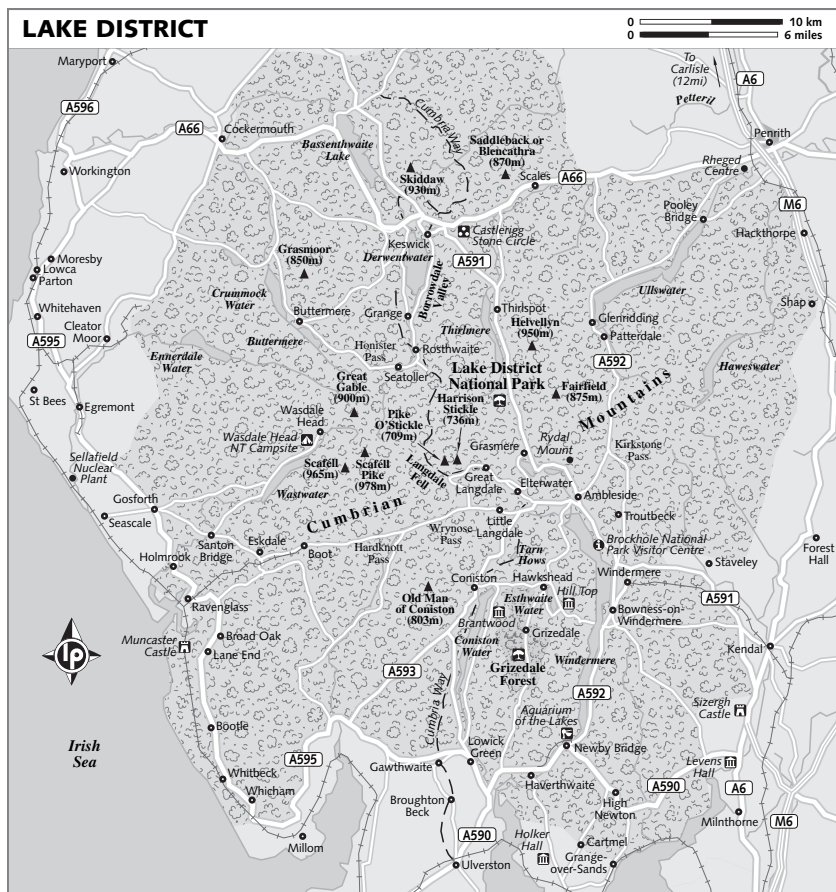 LAKE DISTRICT
0 10 km
0 6 miles
Maryport
To
Carlisle
(12mi)
A6
Petteril
A596
A66
Cockermouth
Cumbria Way
Bassenthwaite
Lake
Saddleback or
Blencathra
(870m)
Penrith
Workington
Skiddaw
(930m)
Scales
A66
Rheged
Centre
M6
Pooley
Bridge
Keswick
Castlerigg
Stone Circle
Hackthorpe
Moresby
Lowca
Parton
Grasmoor
(850m)
Derwentwater
A591
Borrowdale
Valley
Ullswater
Crummock
Water
Shap
Whitehaven
Buttermere
Grange
Thirlspot
Cleator
Moor
Thirlmere
Helvellyn
(950m)
Glenridding
Patterdale
A595
Buttermere
Honister
Pass
Rosthwaite
Ennerdale
Water
Seatoller
Lake District
National Park
A592
Haweswater
St Bees
Egremont
Great
Gable
(900m)
Harrison
Stickle
(736m)
Fairfield
(875m)
Mountains
Wasdale
Head
Pike
O'Stickle
(709m)
Wasdale Head
NT Campsite
Grasmere
Rydal
Mount
Kirkstone
Pass
Sellafield
Nuclear
Plant
Scafell
(965m)
Scafell
Pike
(978m)
Langdale
Fell
Great
Langdale
Elterwater
Ambleside
Wastwater
Cumbrian
Gosforth
Seascale
Little
Langdale
Troutbeck
Santon
Bridge
Eskdale
Boot
Hardknott
Pass
Wrynose
Pass
Tarn
Hows
Brockhole National
Park Visitor Centre
Forest
Hall
Holmrook
Staveley
Coniston
Hawkshead
Windermere
Old Man
of Coniston
(803m)
Esthwaite
Water
Hill Top
A591
Ravenglass
Brantwood
Bowness-on-
Windermere
Muncaster
Castle
Broad Oak
Lane End
Coniston
Water
Grizedale
Kendal
lp
A593
Grizedale
Forest
Windermere
Cumbria Way
A592
Sizergh
Castle
Bootle
Aquarium
of the Lakes
Irish
Sea
Lowick
Green
Newby Bridge
A595
Gawthwaite
Levens
Hall
Whitbeck
Whicham
Haverthwaite
A590
Broughton
Beck
High
Newton
A6
Milnthorne
M6
A590
Millom
Holker
Hall
Cartmel
Grange-
over-Sands
Ulverston